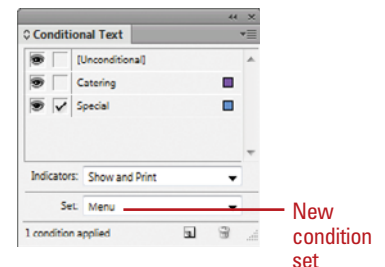 Conditional Text
[Unconditional]
Catering
Special
Indicators: Show and Print
Set: Menu
1 condition applied
New
condition
set